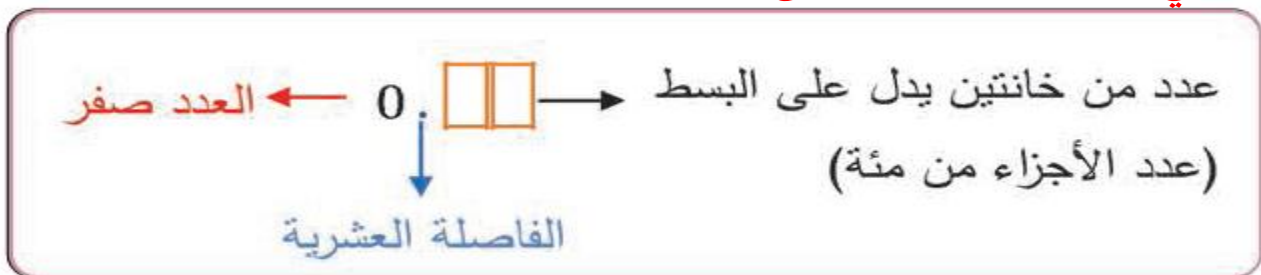 عدد من خانتين يدل على البسط
(عدد الأجزاء من مئة)
0.
العدد صفر
الفاصلة العشرية